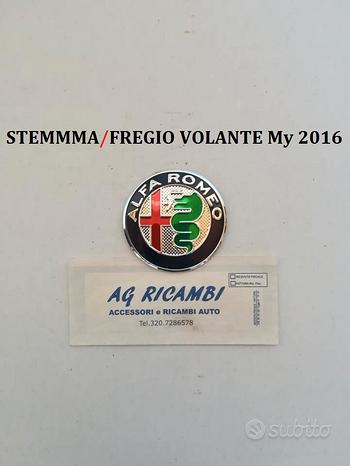 STEMMMA/FREGIO VOLANTE My 2016
ALFA ROMEO
AG RICAMBI
ACCESSORI e RICAMBI AUTO
Tel.320.7286578
subito